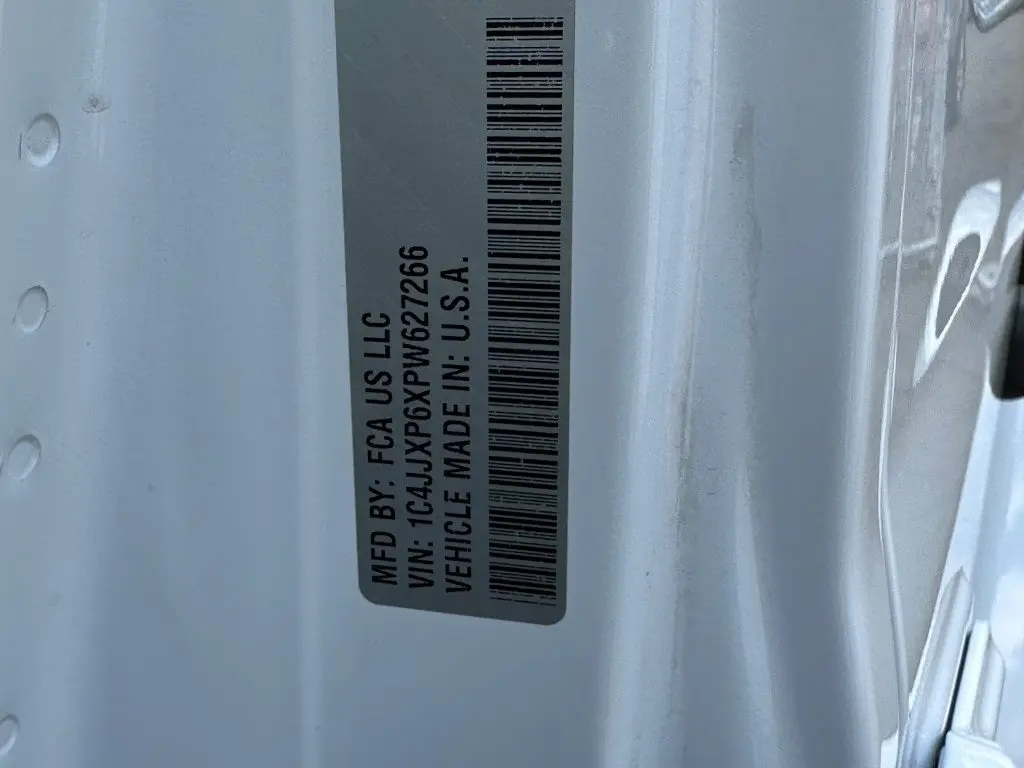 MFD BY: FCA US LLC
VIN: 1C4JJXP6XPW627266
VEHICLE MADE IN: U.S.A.